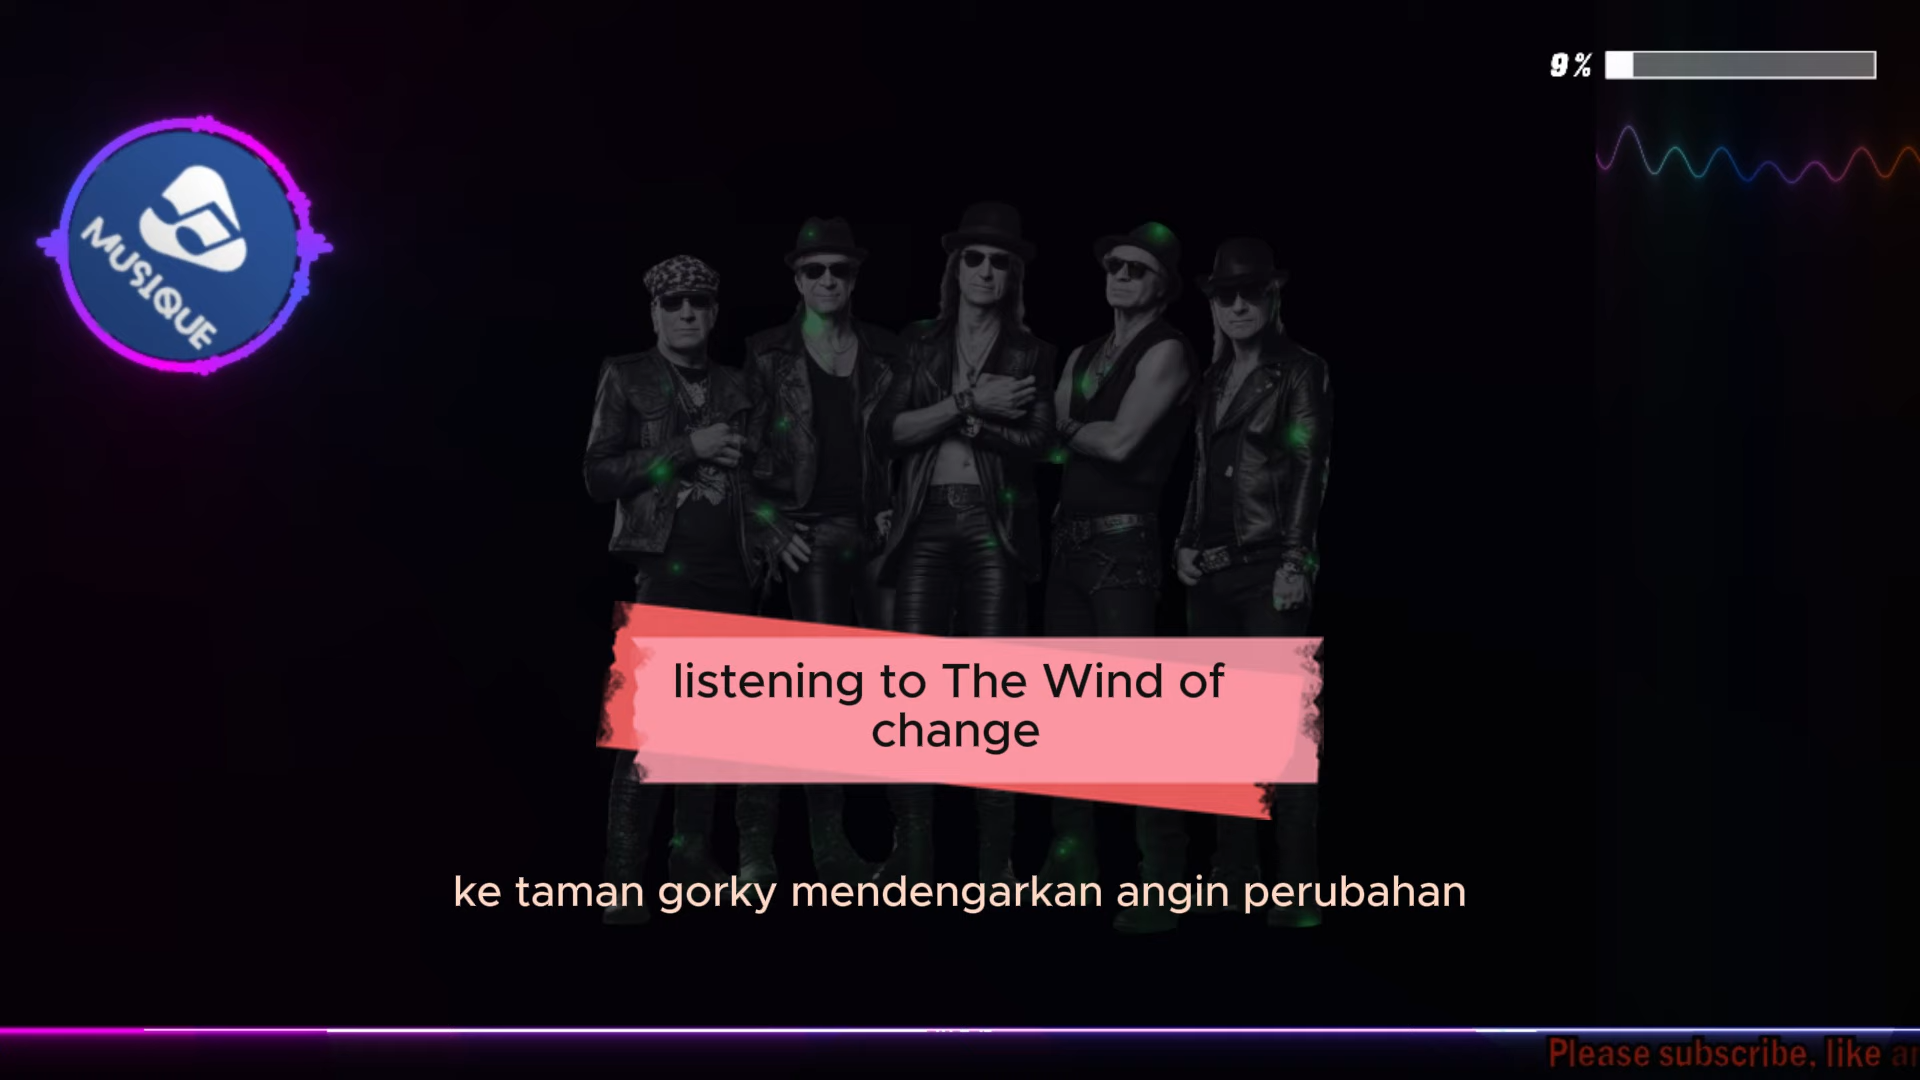 9%
MUSIQUE
listening to The Wind of
change
ke taman gorky mendengarkan angin perubahan
Please subscribe, like